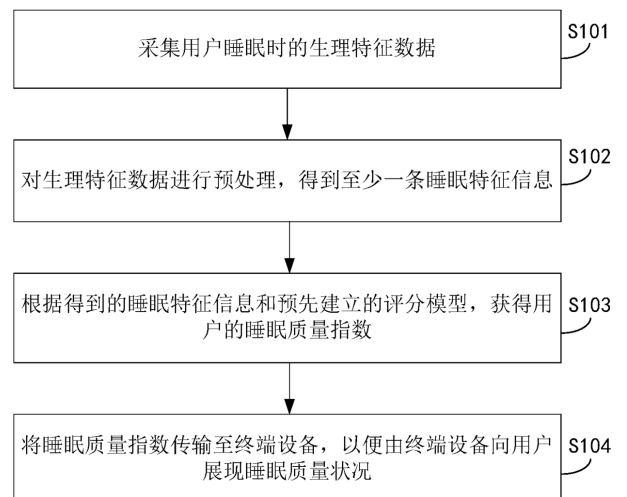 采集用户睡眠时的生理特征数据
S101
对生理特征数据进行预处理，得到至少一条睡眠特征信息
S102
根据得到的睡眠特征信息和预先建立的评分模型，获得用
户的睡眠质量指数
S103
将睡眠质量指数传输至终端设备，以便由终端设备向用户
展现睡眠质量状况
S104